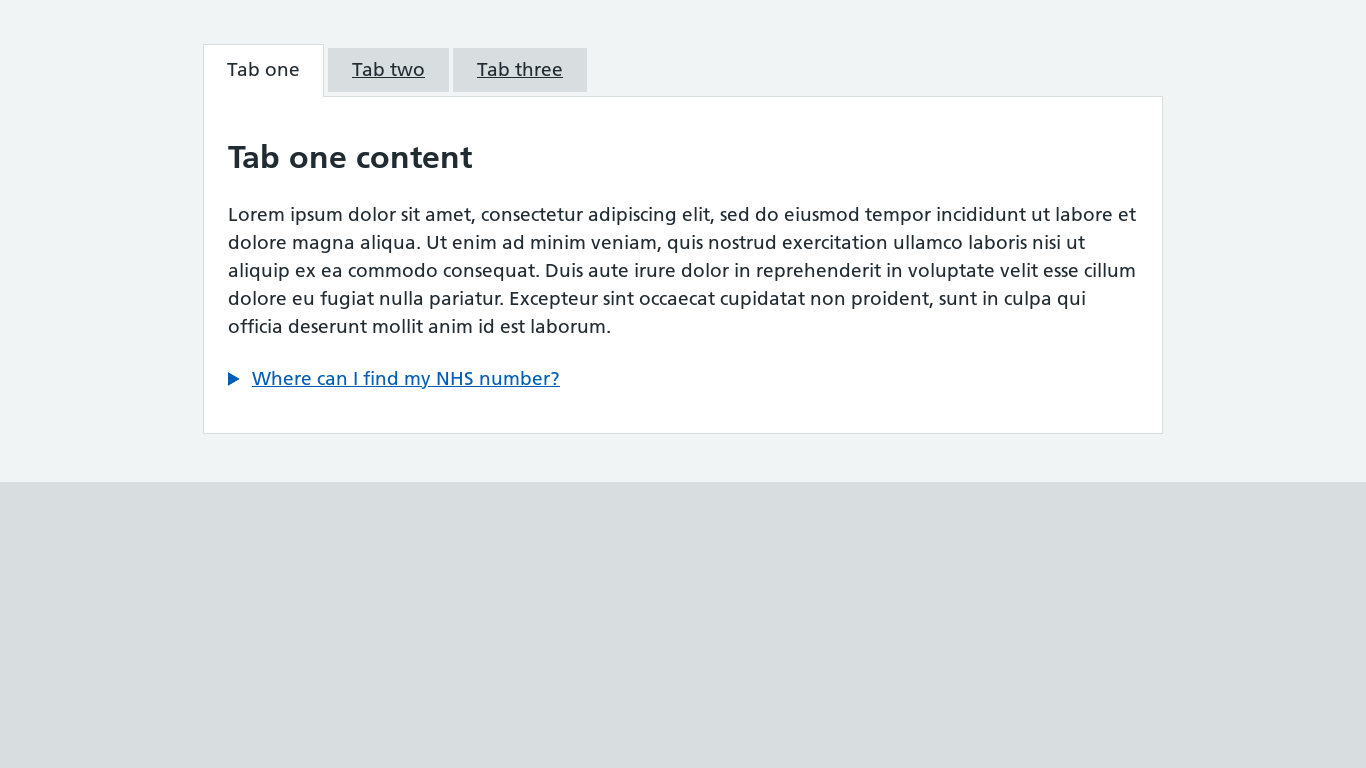 Tab one Tab two Tab three
Tab one content
Lorem ipsum dolor sit amet, consectetur adipiscing elit, sed do eiusmod tempor incididunt ut labore et
dolore magna aliqua. Ut enim ad minim veniam, quis nostrud exercitation ullamco laboris nisi ut
aliquip ex ea commodo consequat. Duis aute irure dolor in reprehenderit in voluptate velit esse cillum
dolore eu fugiat nulla pariatur. Excepteur sint occaecat cupidatat non proident, sunt in culpa qui
officia deserunt mollit anim id est laborum.
Where can I find my NHS number?